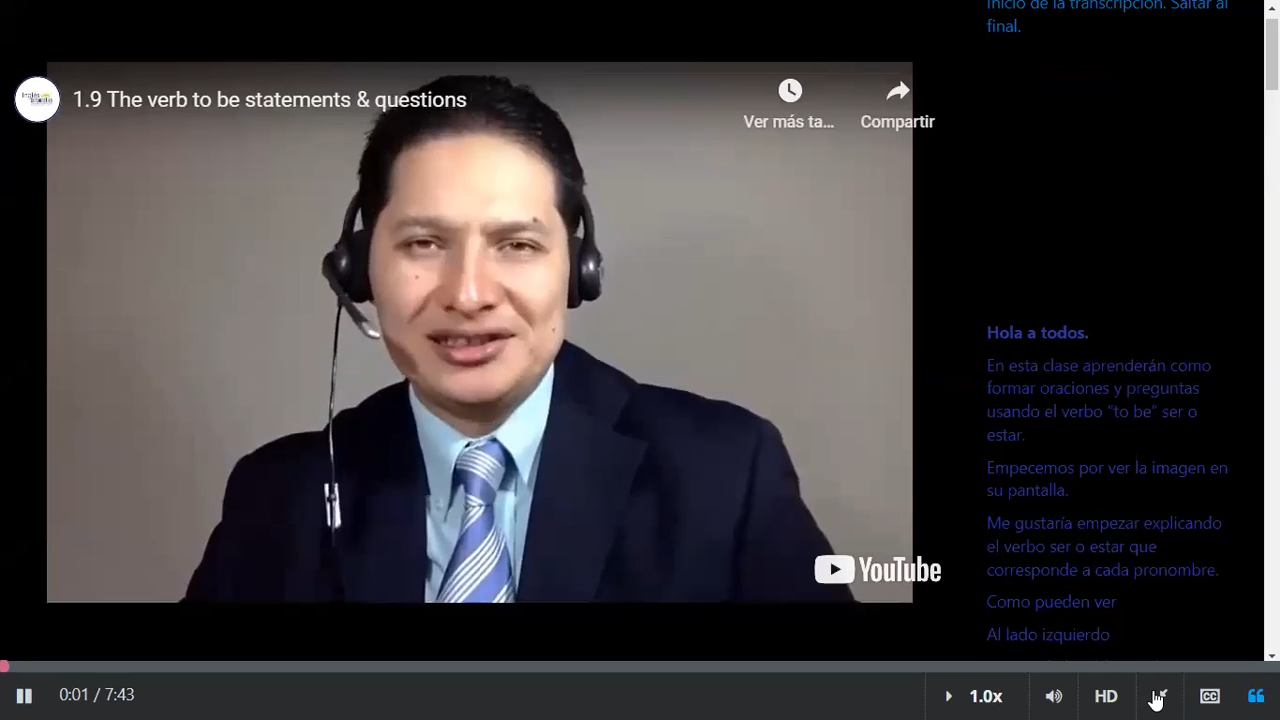 Inicio de la transcripción. Saltar al
final.
1.9 The verb to be statements & questions
Ver más ta...
Compartir
Hola a todos.
En esta clase aprenderán como
formar oraciones y preguntas
usando el verbo “to be” ser o
estar.
Empecemos por ver la imagen en
su pantalla.
Me gustaría empezar explicando
el verbo ser o estar que
corresponde a cada pronombre.
Como pueden ver
Al lado izquierdo
YouTube
0:01 / 7:43
1.0x
HD
CC